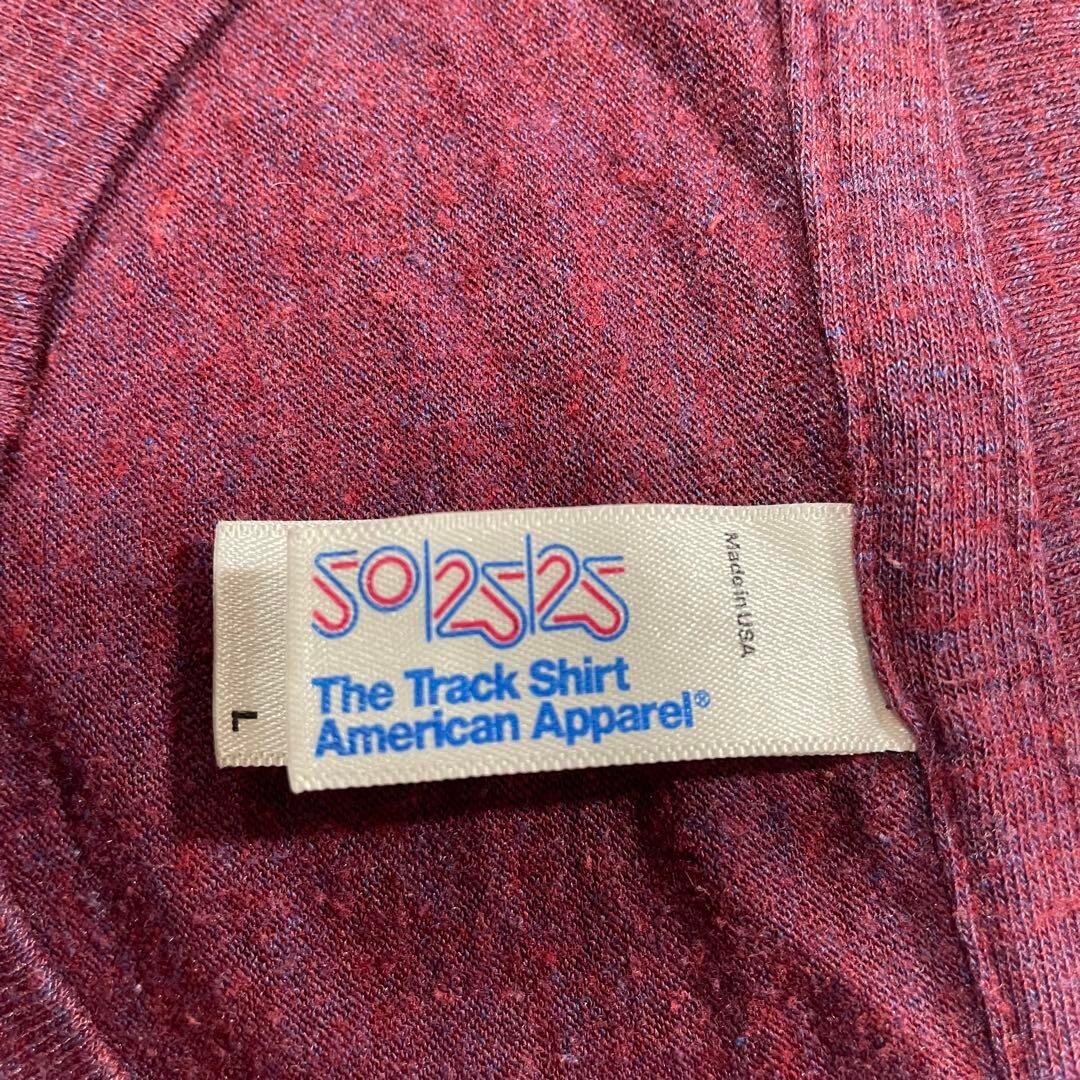 50|25|25
The Track Shirt
American Apparel®
Made in USA
L